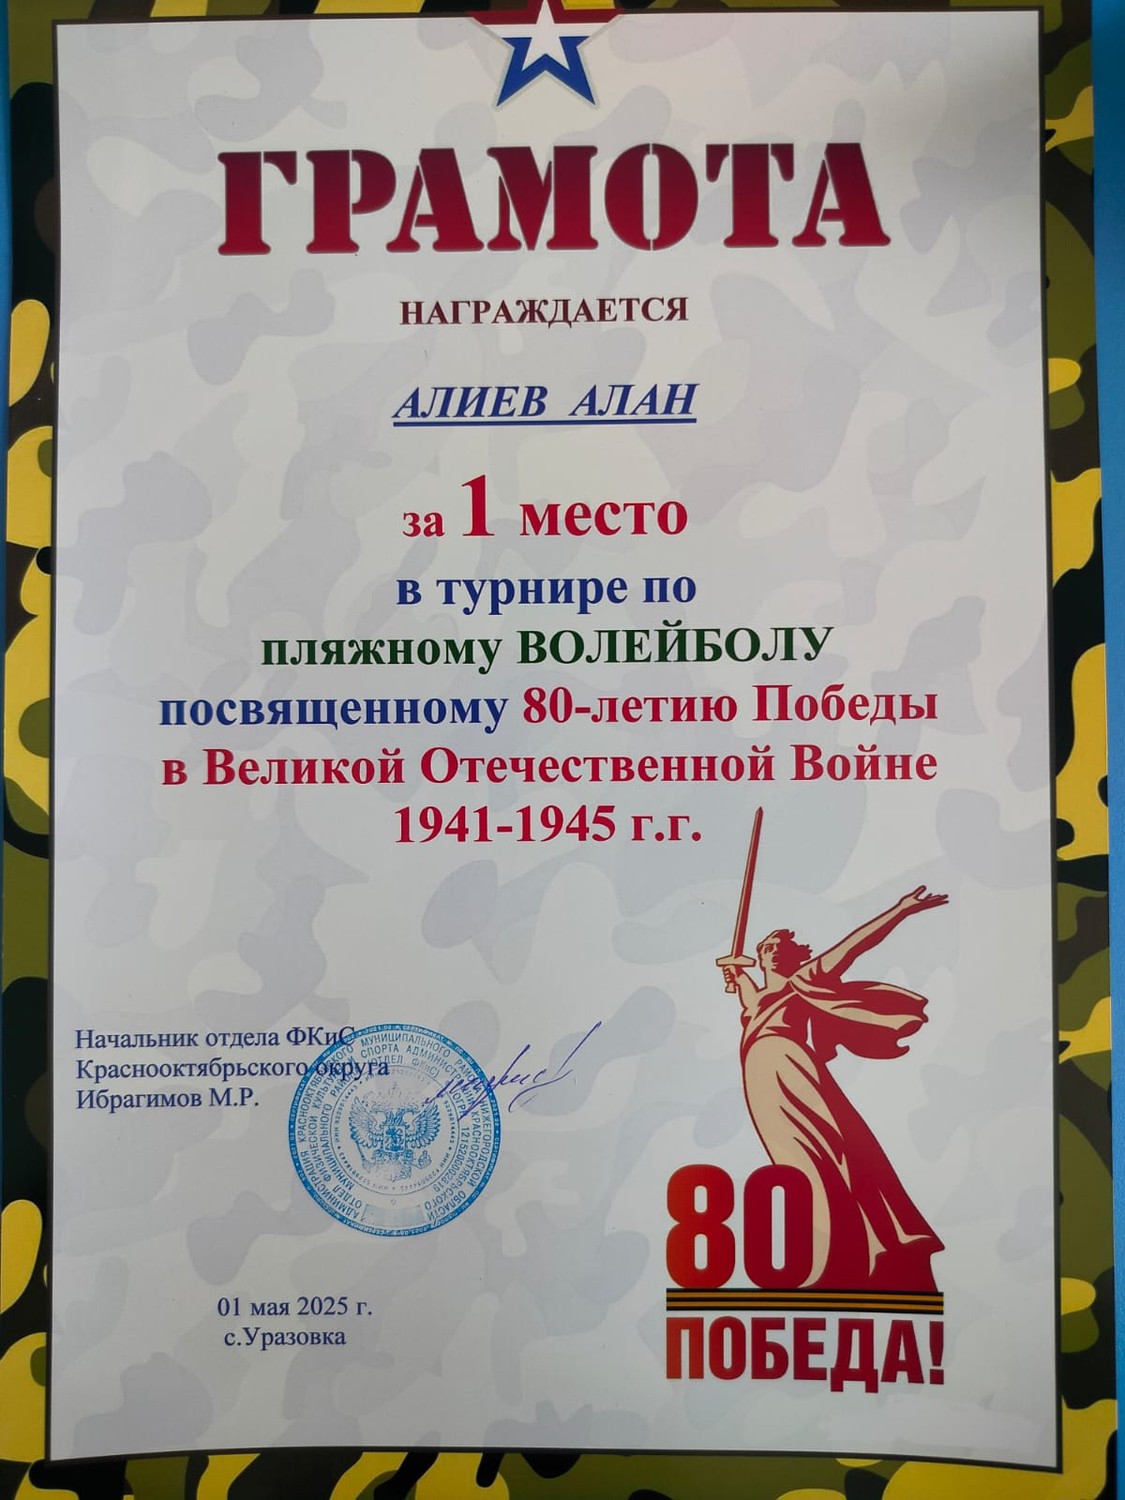 ГРАМОТА
НАГРАЖДАЕТСЯ
АЛИЕВ АЛАН
за 1 место
в турнире по
пляжному ВОЛЕЙБОЛУ
посвященному 80-летию Победы
в Великой Отечественной Войне
1941-1945 г.г.
Начальник отдела ФКиС
Краснооктябрьского округа
Ибрагимов М.Р.
01 мая 2025 г.
с.Уразовка
80
ПОБЕДА!